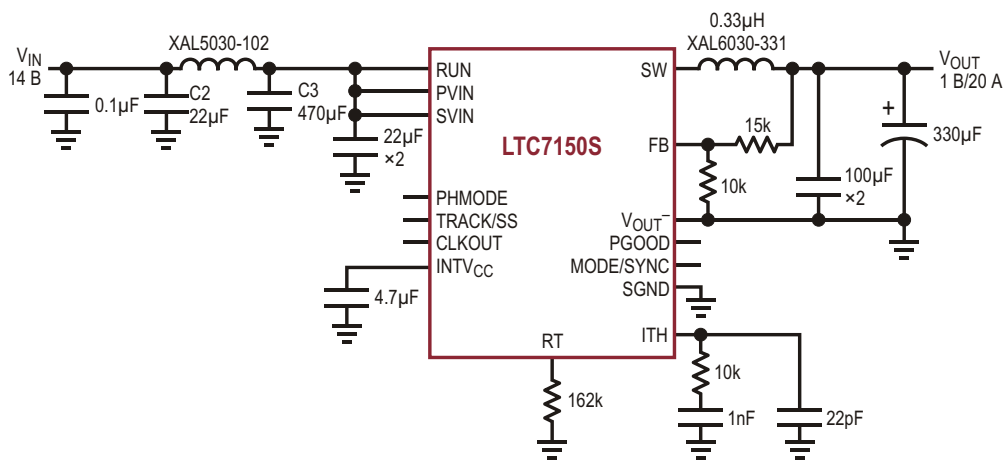 0.33µH
XAL5030-102
XAL6030-331
VIN
14 В
VOUT
1 В/20 А
0.1µF
C2
22µF
C3
470µF
22µF
×2
RUN
PVIN
SVIN
PHMODE
TRACK/SS
CLKOUT
INTVCC
4.7µF
LTC7150S
RT
162k
SW
FB
VOUT−
PGOOD
MODE/SYNC
SGND
ITH
15k
10k
100µF
×2
+
330µF
10k
1nF
22pF